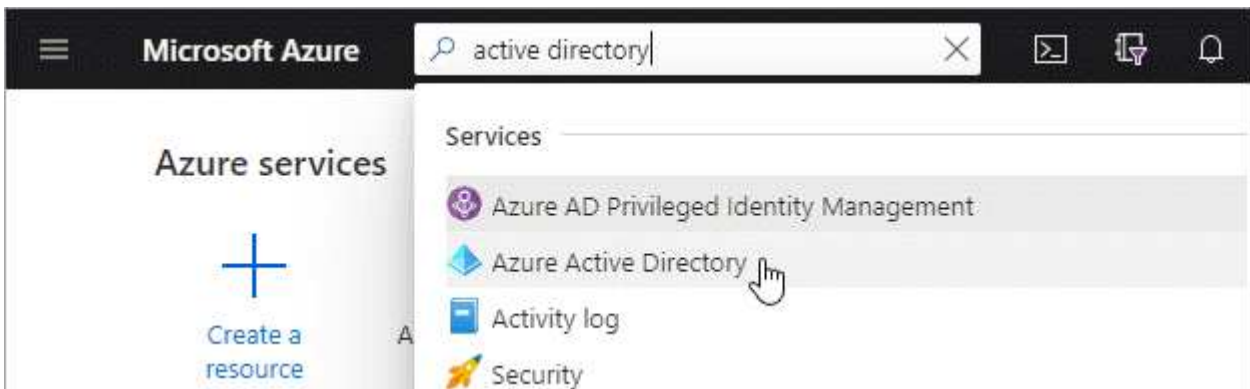 Microsoft Azure
active directory
Services
Azure services
Azure AD Privileged Identity Management
Azure Active Directory
Activity log
Create a
resource
A
Security